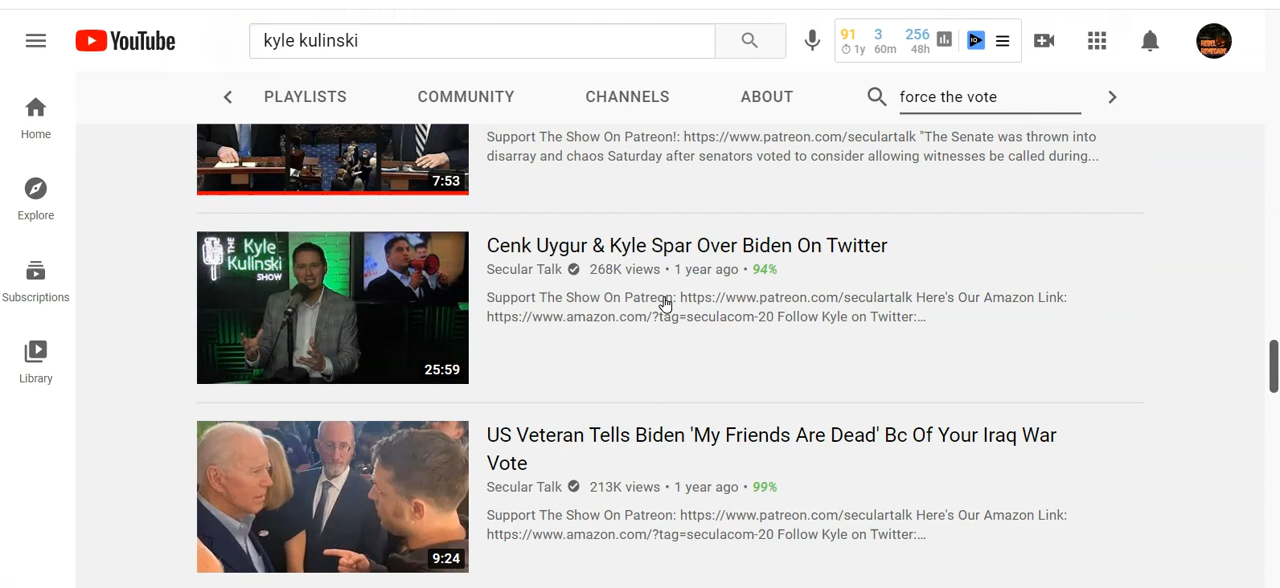 YouTube
kyle kulinski
91 3 256
1y 60m 48h
PLAYLISTS COMMUNITY CHANNELS ABOUT force the vote
Home
Explore
Subscriptions
Library
Support The Show On Patreon!: https://www.patreon.com/seculartalk "The Senate was thrown into
disarray and chaos Saturday after senators voted to consider allowing witnesses be called during...
7:53
THE
Kyle
Kulinski
SHOW
25:59
Cenk Uygur & Kyle Spar Over Biden On Twitter
Secular Talk 268K views • 1 year ago • 94%
Support The Show On Patreon: https://www.patreon.com/seculartalk Here's Our Amazon Link:
https://www.amazon.com/?tag=seculacom-20 Follow Kyle on Twitter:...
9:24
US Veteran Tells Biden 'My Friends Are Dead' Bc Of Your Iraq War
Vote
Secular Talk 213K views • 1 year ago • 99%
Support The Show On Patreon: https://www.patreon.com/seculartalk Here's Our Amazon Link:
https://www.amazon.com/?tag=seculacom-20 Follow Kyle on Twitter:...